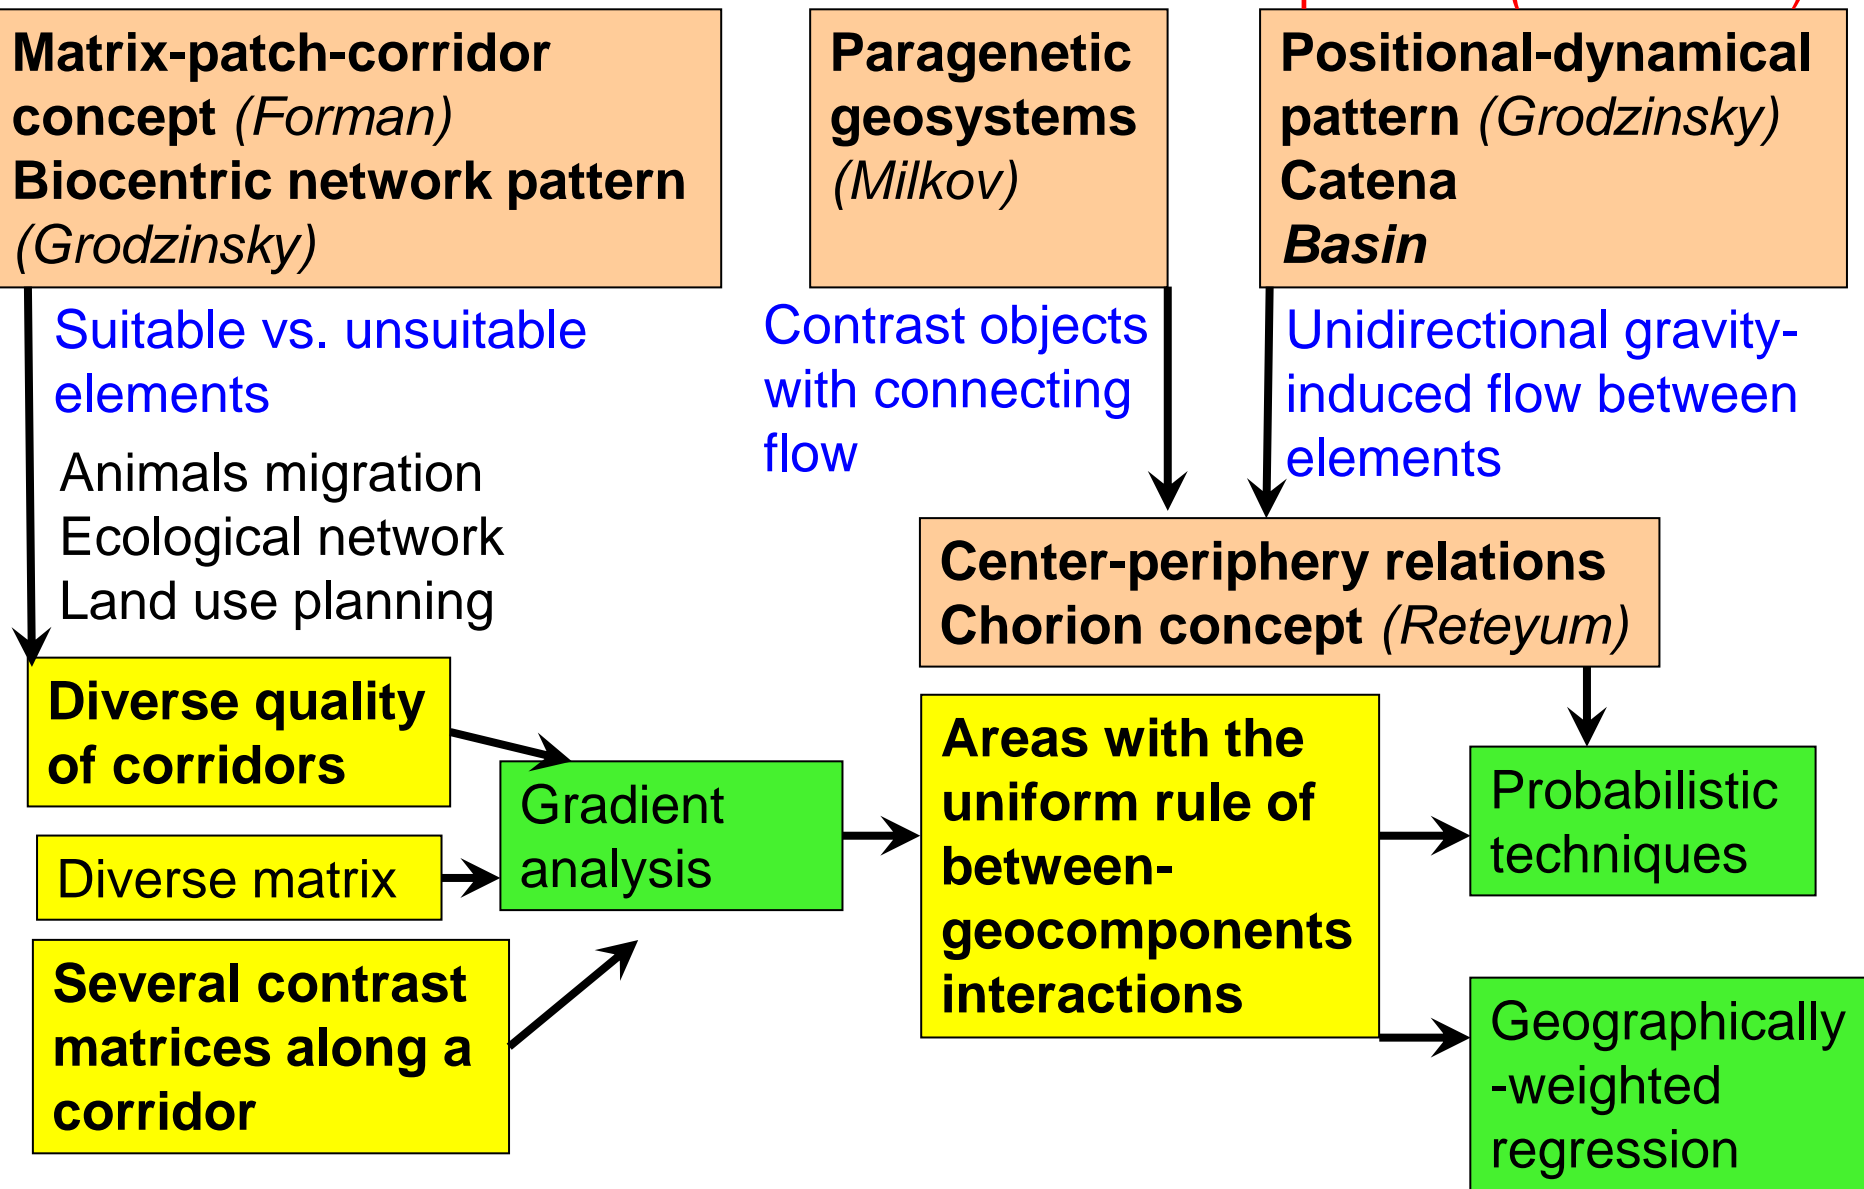 Matrix-patch-corridor
concept (Forman)
Biocentric network pattern
(Grodzinsky)
Paragenetic
geosystems
(Milkov)
Positional-dynamical
pattern (Grodzinsky)
Catena
Basin
Suitable vs. unsuitable
elements
Contrast objects
with connecting
flow
Unidirectional gravity-
induced flow between
elements
Animals migration
Ecological network
Land use planning
Center-periphery relations
Chorion concept (Reteyum)
Diverse quality
of corridors
Diverse matrix
Several contrast
matrices along a
corridor
Gradient
analysis
Areas with the
uniform rule of
between-
geocomponents
interactions
Probabilistic
techniques
Geographically
-weighted
regression